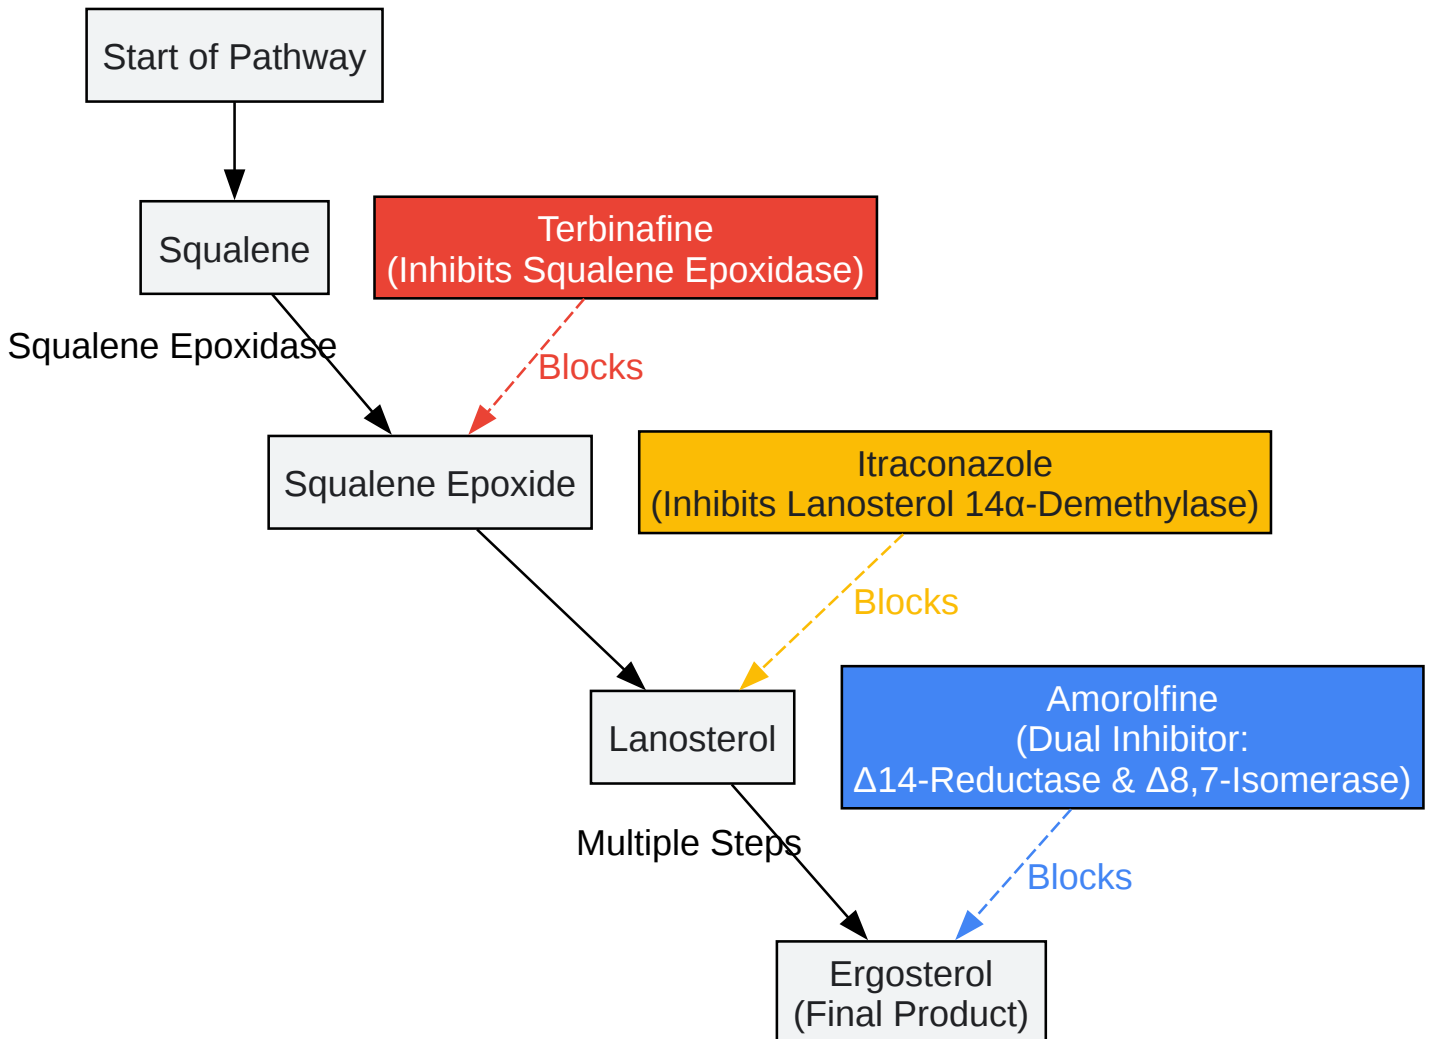 Start of Pathway
Squalene
Terbinafine
(Inhibits Squalene Epoxidase)
Squalene Epoxidase
Blocks
Squalene Epoxide
Itraconazole
(Inhibits Lanosterol 14α-Demethylase)
Blocks
Lanosterol
Amorolfine
(Dual Inhibitor:
Δ14-Reductase & Δ8,7-Isomerase)
Multiple Steps
Blocks
Ergosterol
(Final Product)